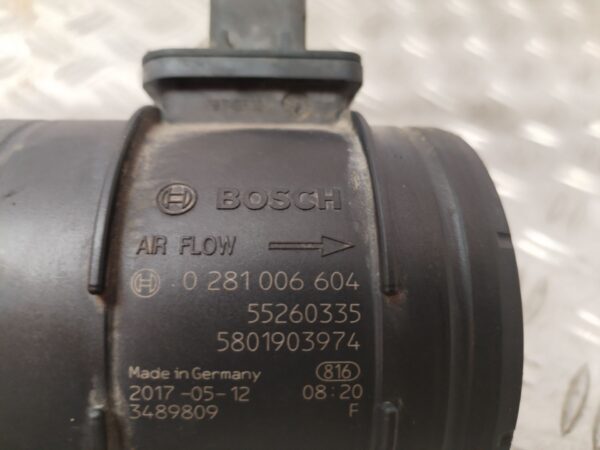 BOSCH
AIR FLOW
0 281 006 604
55260335
5801903974
Made in Germany 816
2017-05-12 08:20
3489809 F